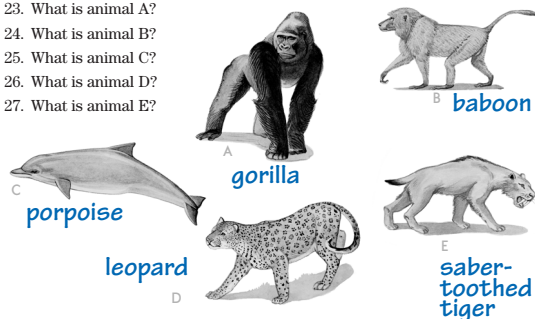 23. What is animal A?
24. What is animal B?
25. What is animal C?
26. What is animal D?
27. What is animal E?
B
baboon
A
gorilla
C
porpoise
leopard
D
E
saber-
toothed
tiger